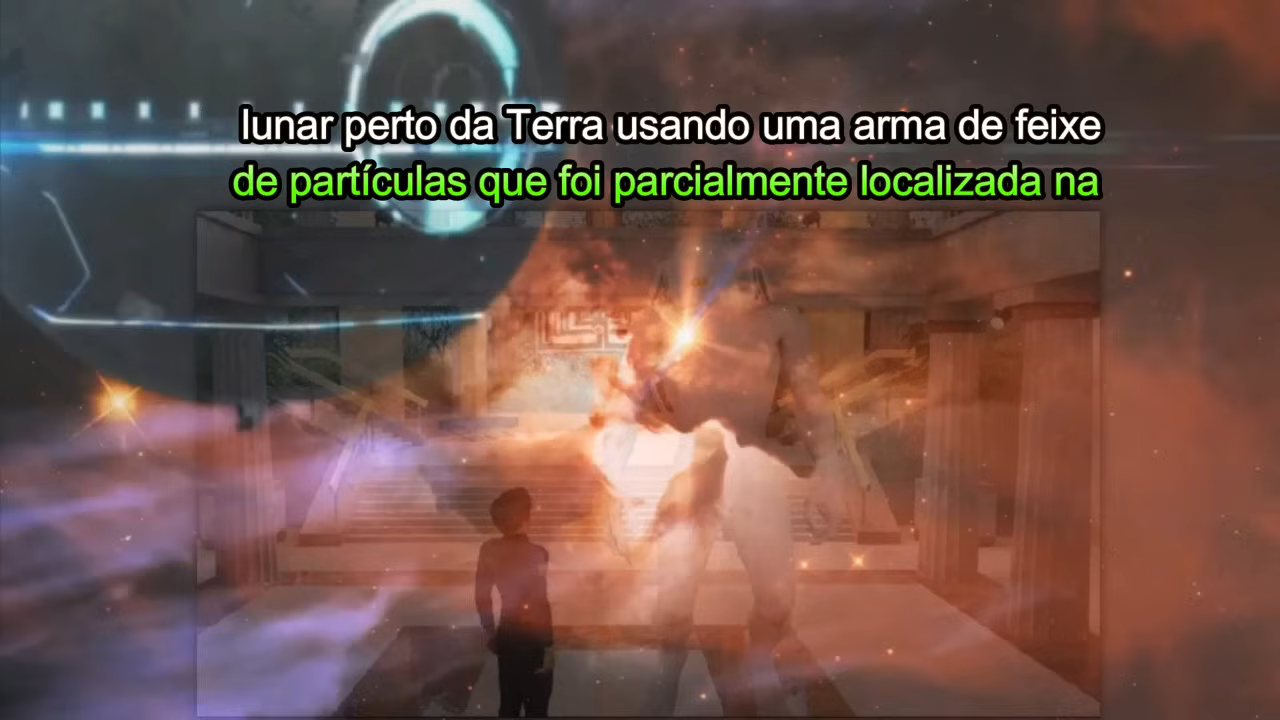 lunar perto da Terra usando uma arma de feixe
de partículas que foi parcialmente localizada na